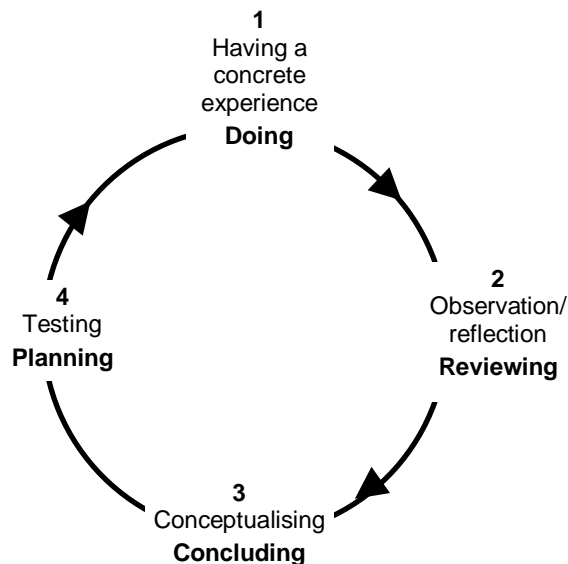 1
Having a
concrete
experience
Doing
2
Observation/
reflection
Reviewing
3
Conceptualising
Concluding
4
Testing
Planning